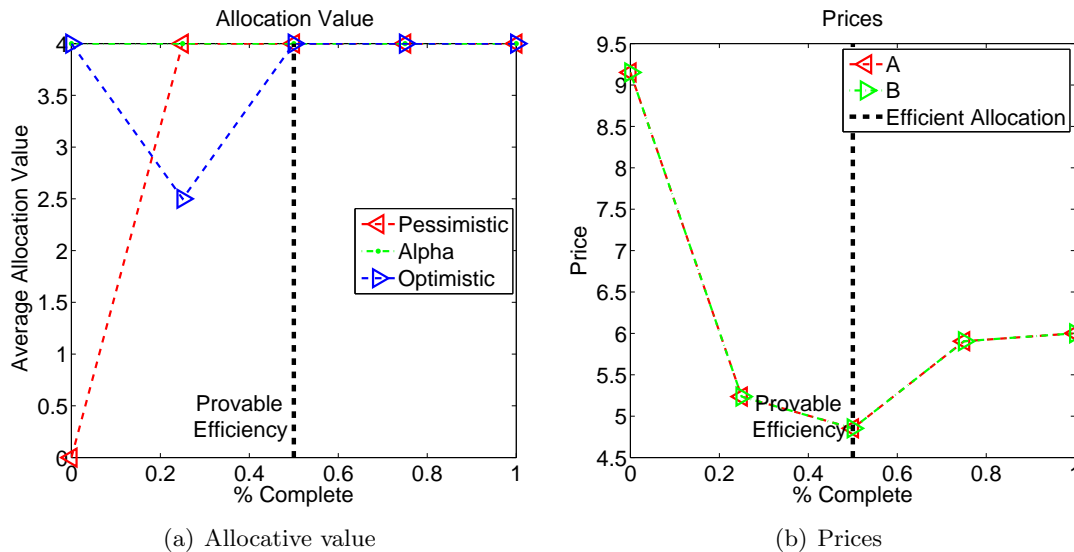 Allocation Value
4
3.5
3
2.5
2
1.5
1
0.5
0
Average Allocation Value
Pessimistic
Alpha
Optimistic
Provable
Efficiency
0 0.2 0.4 0.6 0.8 1
% Complete
(a) Allocative value
Prices
9.5
9
8.5
8
7.5
7
6.5
6
5.5
5
4.5
Price
A
B
Efficient Allocation
Provable
Efficiency
0 0.2 0.4 0.6 0.8 1
% Complete
(b) Prices